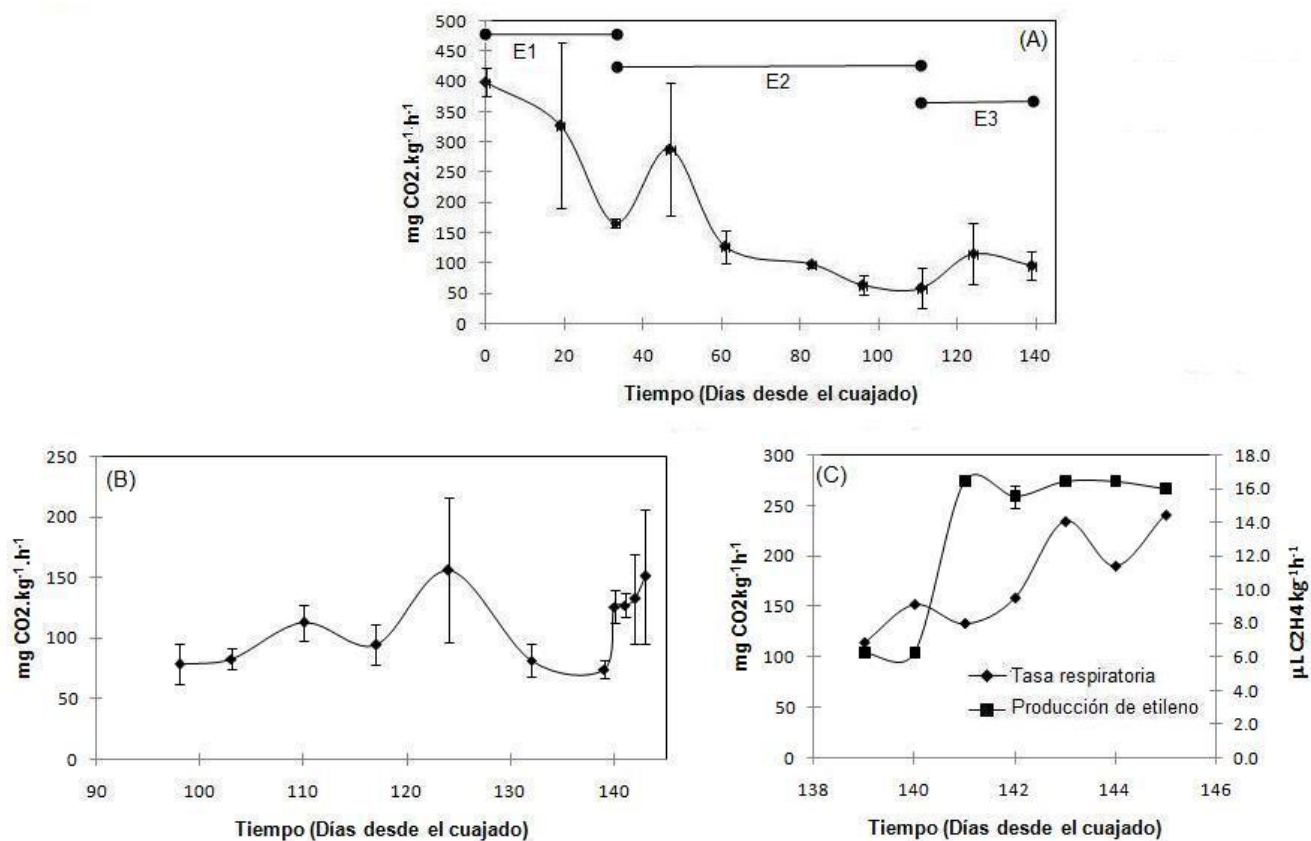 (A)
mg CO2.kg⁻¹.h⁻¹
500
450
400
350
300
250
200
150
100
50
0
E1
E2
E3
0 20 40 60 80 100 120 140
Tiempo (Días desde el cuajado)
(B)
mg CO2.kg⁻¹.h⁻¹
250
200
150
100
50
0
90 100 110 120 130 140
Tiempo (Días desde el cuajado)
(C)
mg CO2kg⁻¹h⁻¹
300
250
200
150
100
50
0
Tasa respiratoria
Producción de etileno
18.0
16.0
14.0
12.0
10.0
8.0
6.0
4.0
2.0
0.0
µL C2H4 kg⁻¹h⁻¹
138 140 142 144 146
Tiempo (Días desde el cuajado)